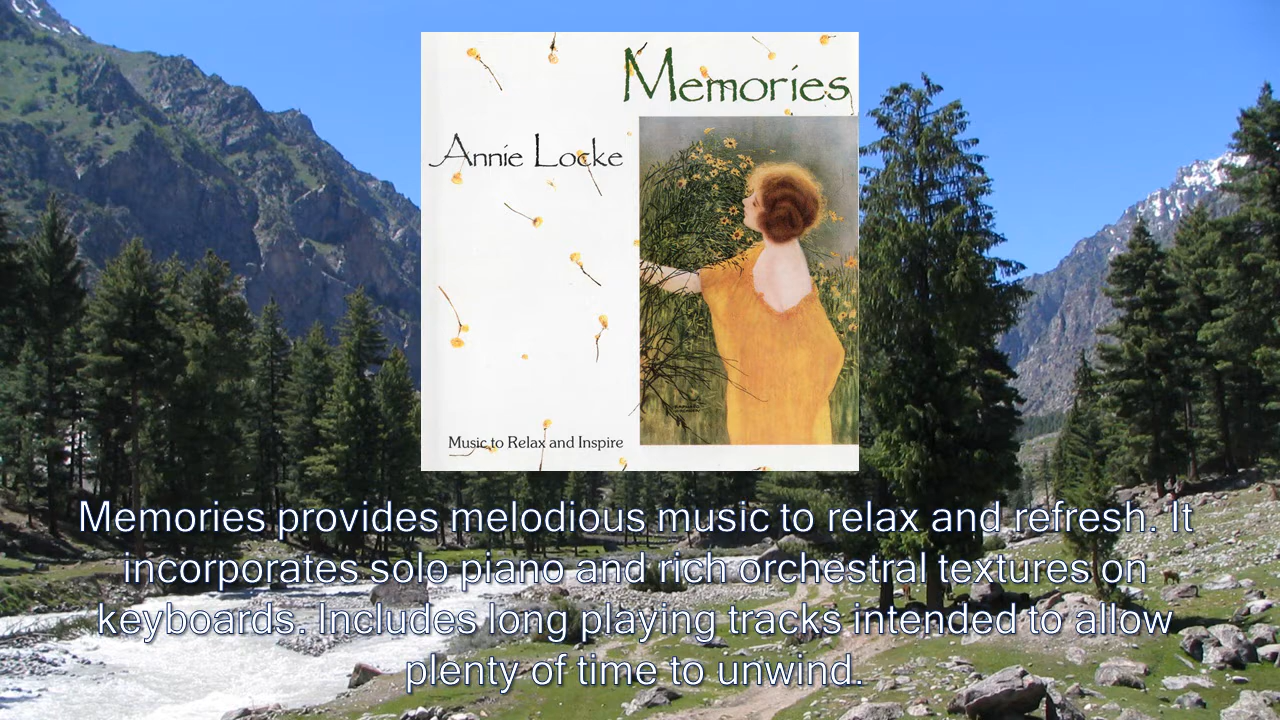 Memories
Annie Locke
Music to Relax and Inspire
Memories provides melodious music to relax and refresh. It
incorporates solo piano and rich orchestral textures on
keyboards. Includes long playing tracks intended to allow
plenty of time to unwind.